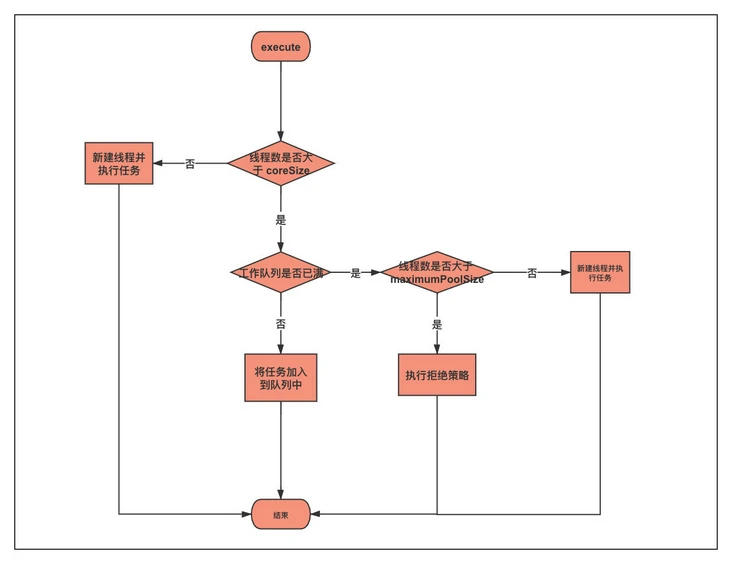 execute
线程数是否大
于 coreSize
否
新建线程并
执行任务
是
工作队列是否已满
是
线程数是否大于
maximumPoolSize
否
新建线程并执
行任务
否
是
将任务加入
到队列中
执行拒绝策略
结束